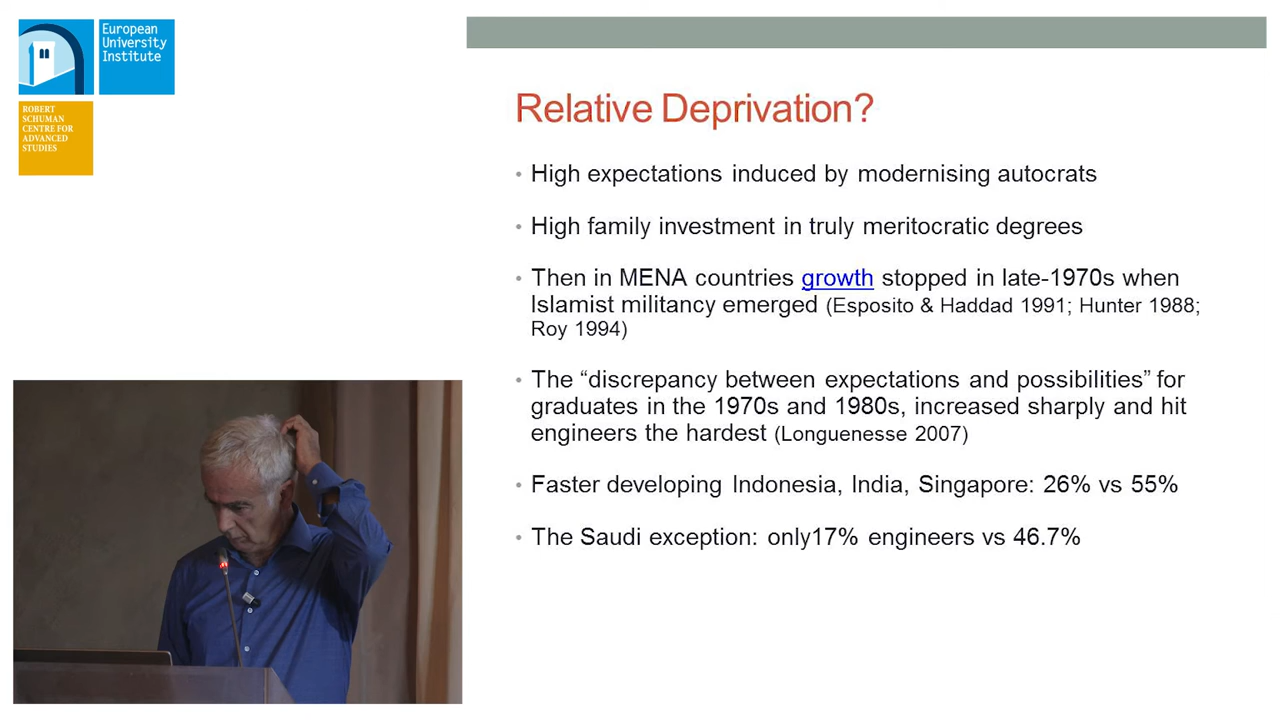 European
University
Institute
ROBERT
SCHUMAN
CENTRE FOR
ADVANCED
STUDIES
Relative Deprivation?
• High expectations induced by modernising autocrats
• High family investment in truly meritocratic degrees
• Then in MENA countries growth stopped in late-1970s when
Islamist militancy emerged (Esposito & Haddad 1991; Hunter 1988;
Roy 1994)
• The “discrepancy between expectations and possibilities” for
graduates in the 1970s and 1980s, increased sharply and hit
engineers the hardest (Longuenesse 2007)
• Faster developing Indonesia, India, Singapore: 26% vs 55%
• The Saudi exception: only17% engineers vs 46.7%